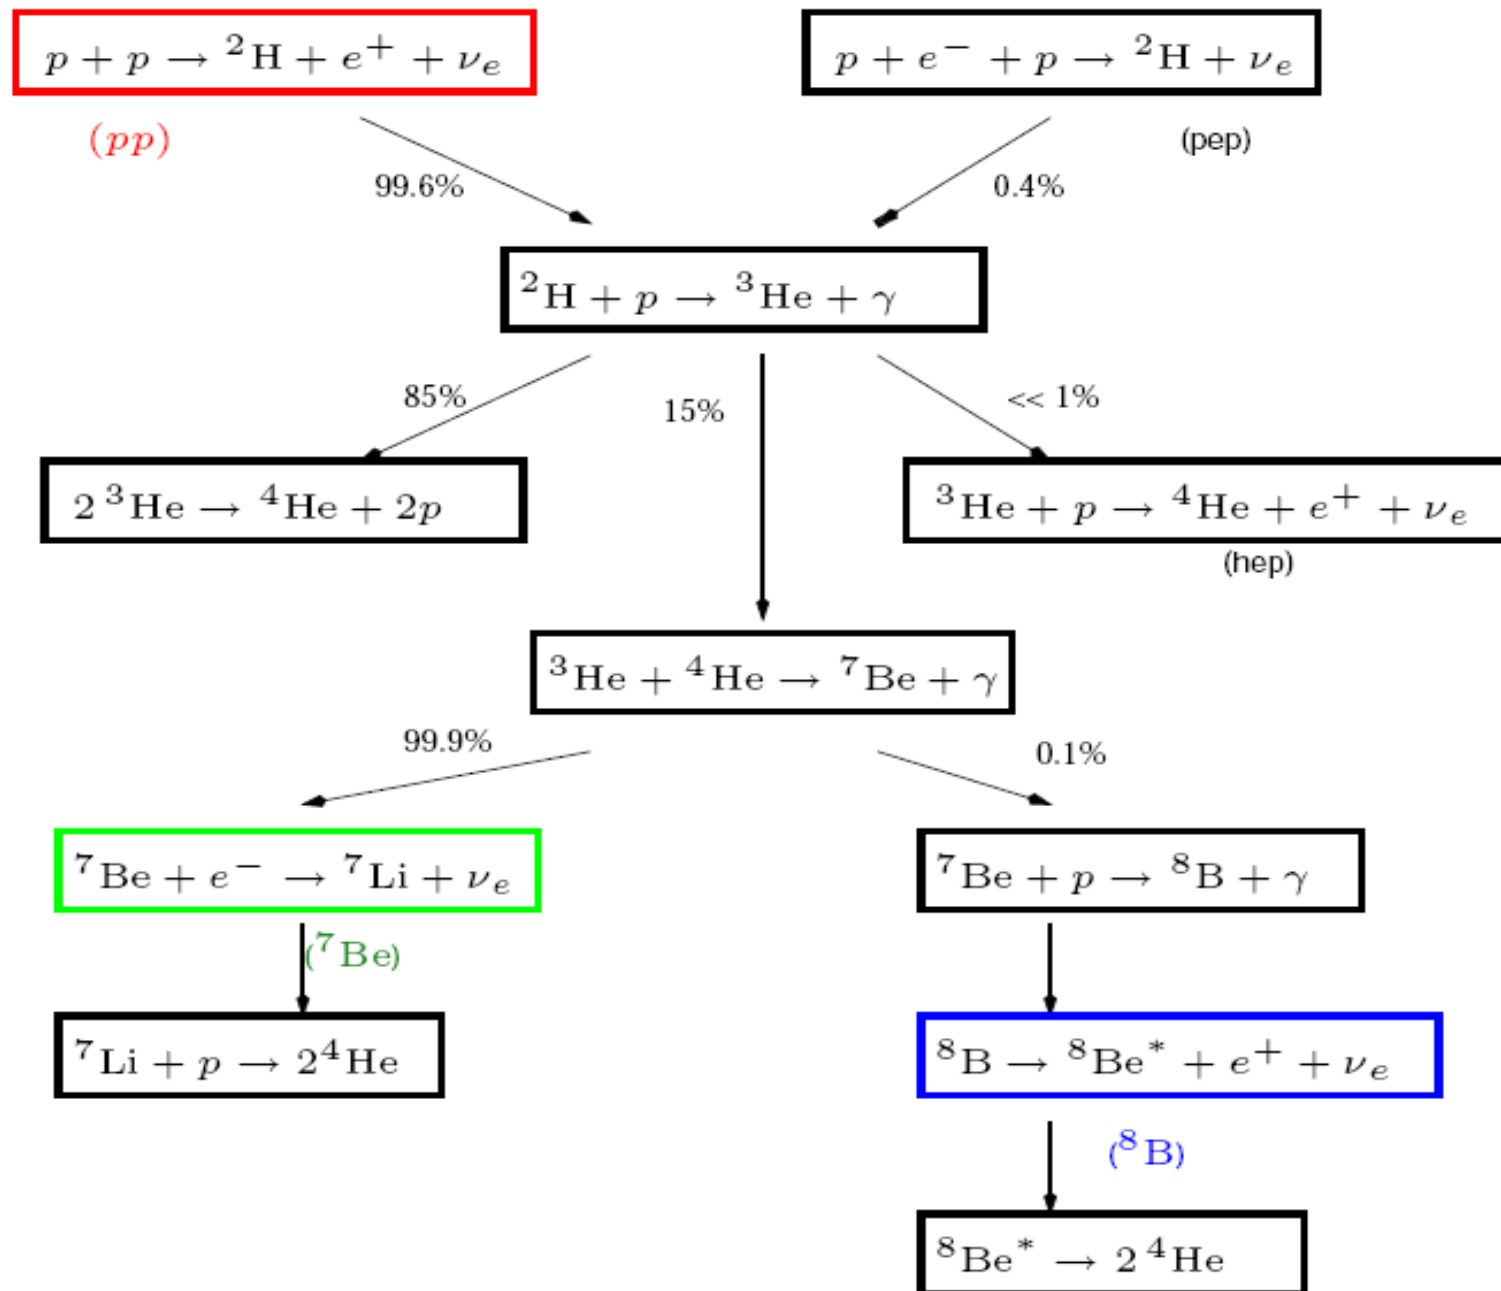 p + p → ²H + e⁺ + νₑ
p + e⁻ + p → ²H + νₑ
(pp)
(pep)
99.6%
0.4%
²H + p → ³He + γ
85%
15%
<< 1%
2 ³He → ⁴He + 2p
³He + p → ⁴He + e⁺ + νₑ
(hep)
³He + ⁴He → ⁷Be + γ
99.9%
0.1%
⁷Be + e⁻ → ⁷Li + νₑ
⁷Be + p → ⁸B + γ
(⁷Be)
⁷Li + p → 2⁴He
⁸B → ⁸Be* + e⁺ + νₑ
(⁸B)
⁸Be* → 2 ⁴He